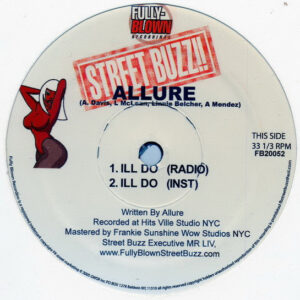 FULLY-
BLOWN
RECORDINGS
STREET BUZZ!!
ALLURE
(A. Davis, L McLean, Linnie Belcher, A Mendez)
THIS SIDE
33 1/3 RPM
FB20052
1. ILL DO (RADIO)
2. ILL DO (INST)
Written By Allure
Recorded at Hits Ville Studio NYC
Mastered by Frankie Sunshine Wow Studios NYC
Street Buzz Executive MR LIV,
www.FullyBlownStreetBuzz.com